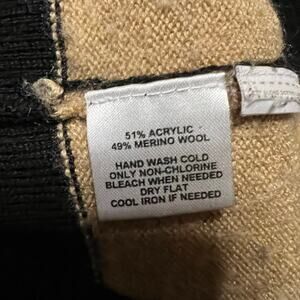 51% ACRYLIC
49% MERINO WOOL
HAND WASH COLD
ONLY NON-CHLORINE
BLEACH WHEN NEEDED
DRY FLAT
COOL IRON IF NEEDED